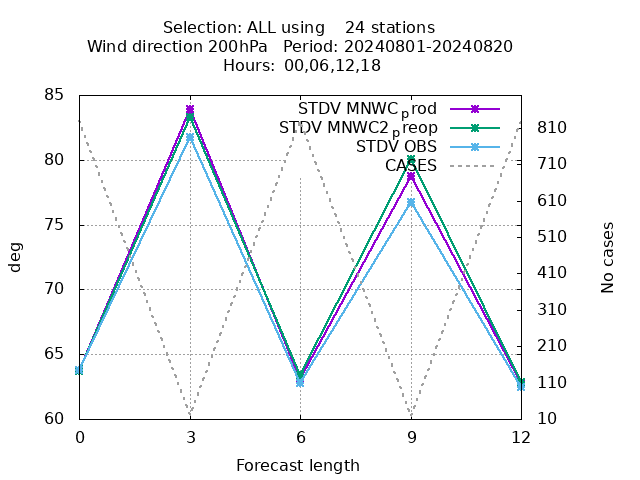 Selection: ALL using    24 stations
Wind direction 200hPa   Period: 20240801-20240820
Hours: 00,06,12,18
STDV MNWC_prod
STDV MNWC2_preop
STDV OBS
CASES
85
80
75
70
65
60
deg
810
710
610
510
410
310
210
110
10
No cases
0 3 6 9 12
Forecast length